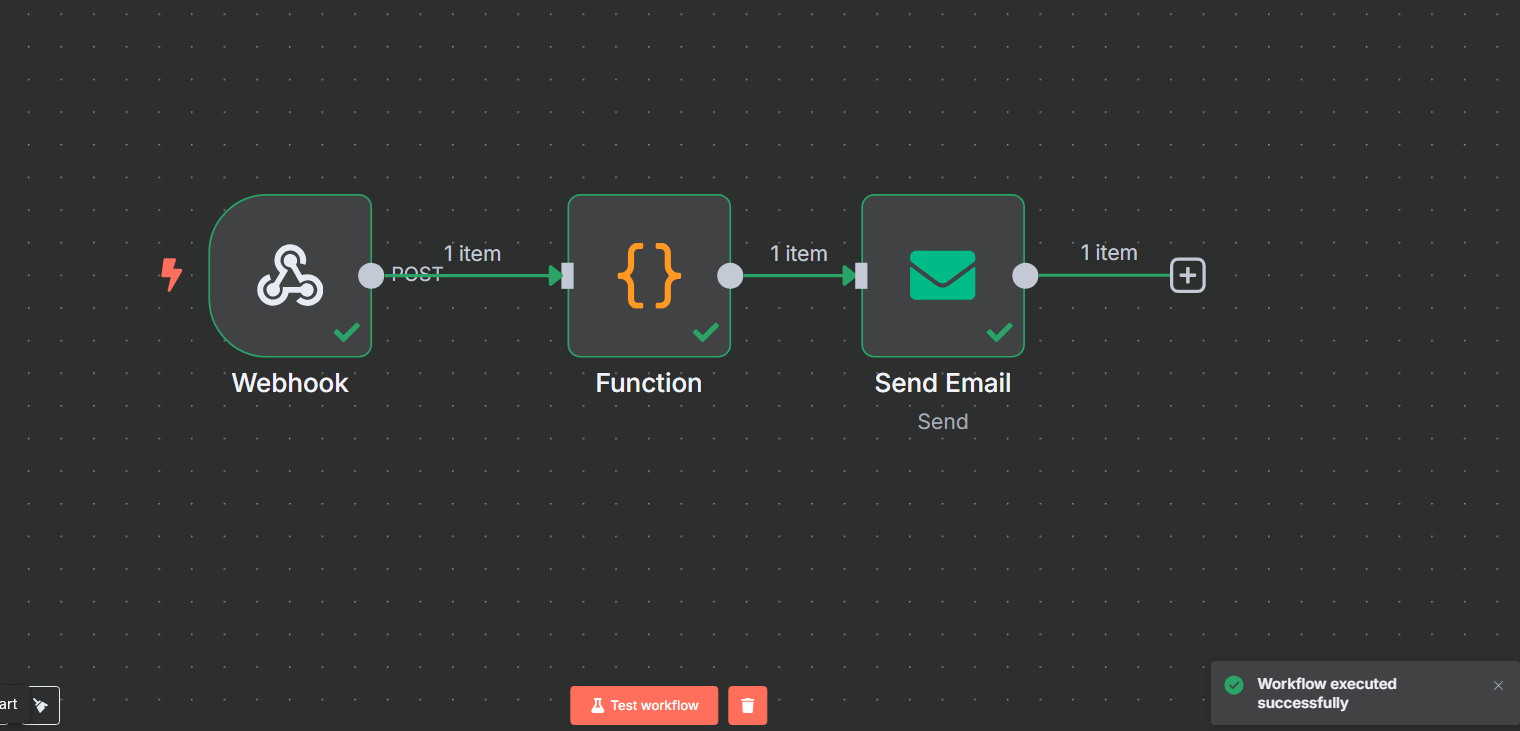 1 item
1 item
1 item
POST
Webhook
Function
Send Email
Send
art
Test workflow
Workflow executed
successfully